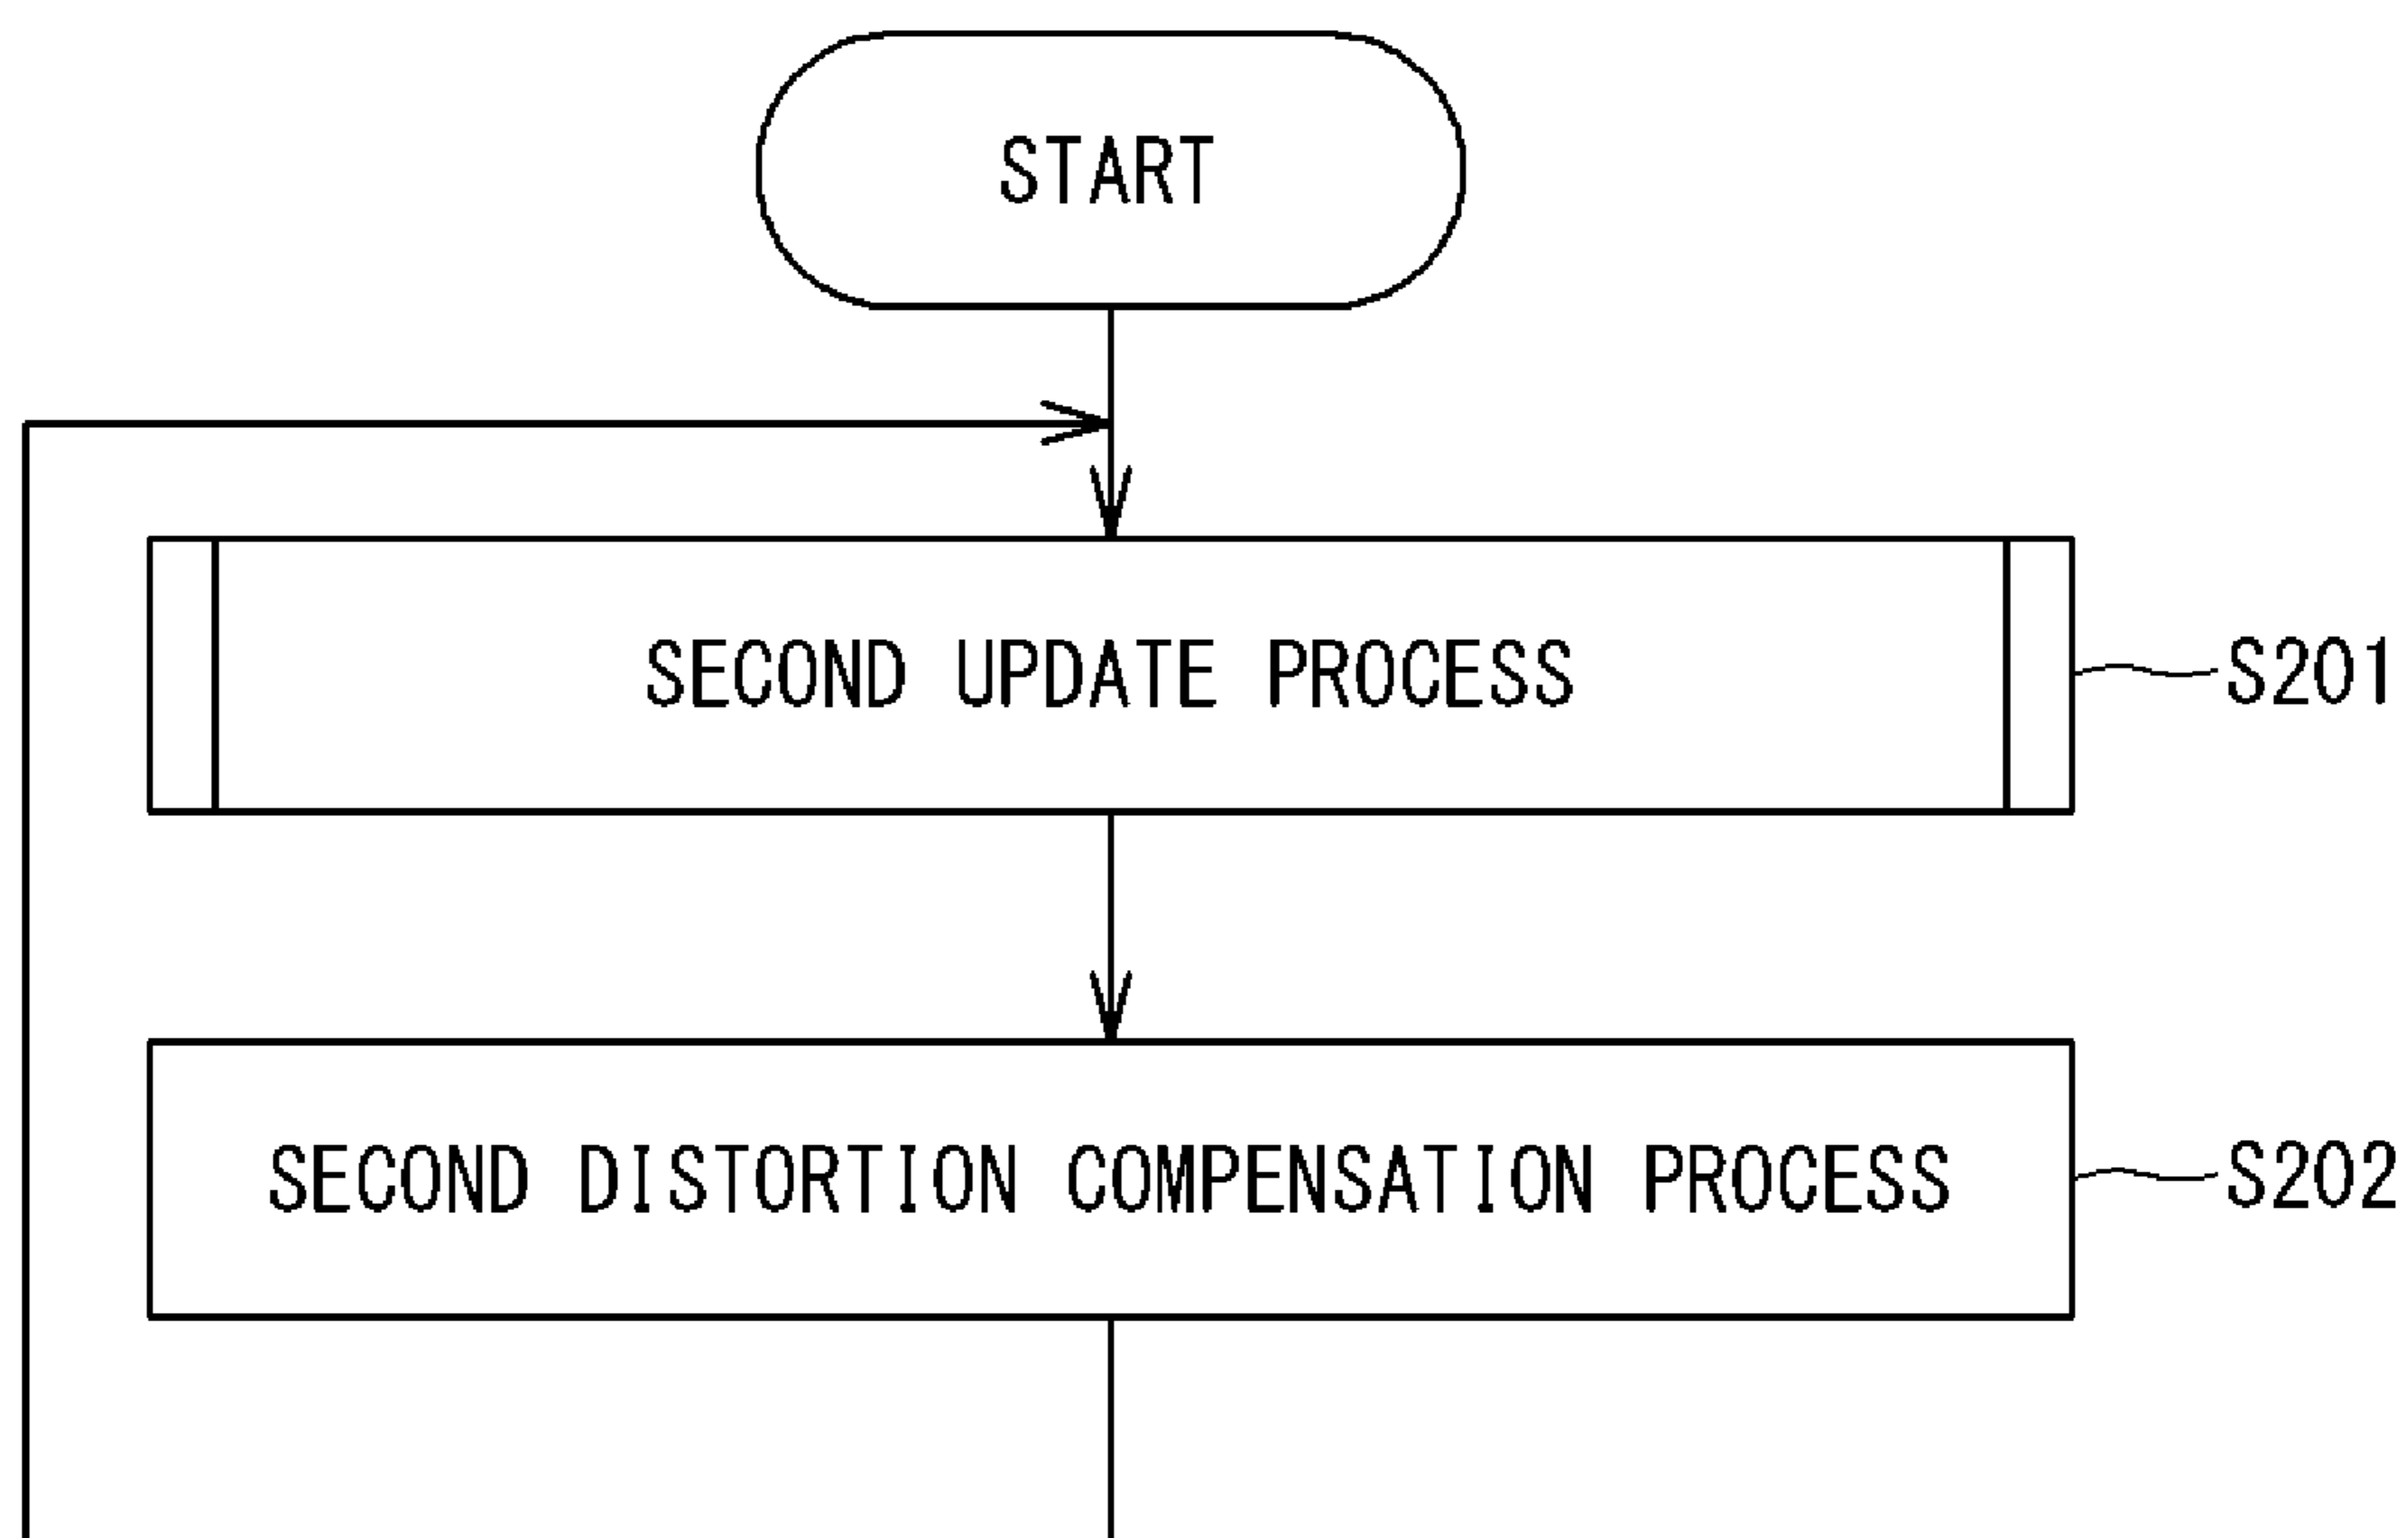 START
SECOND UPDATE PROCESS
S201
SECOND DISTORTION COMPENSATION PROCESS
S202